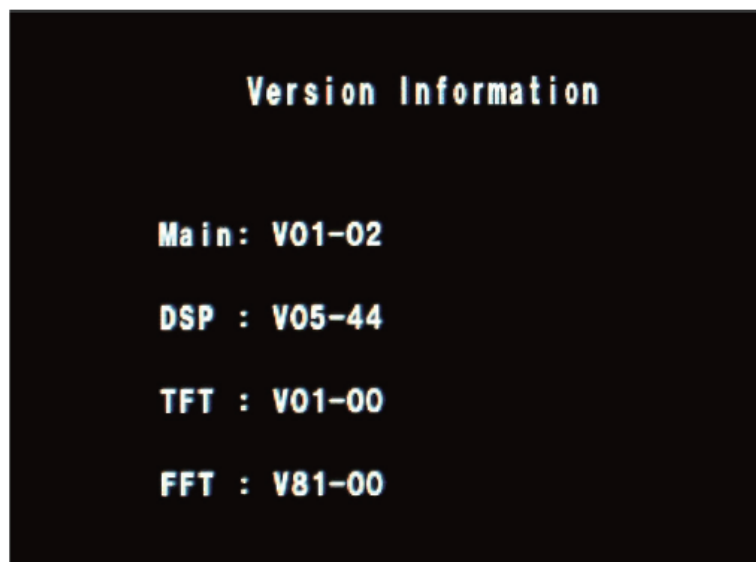 Version Information
Main: V01-02
DSP : V05-44
TFT : V01-00
FFT : V81-00